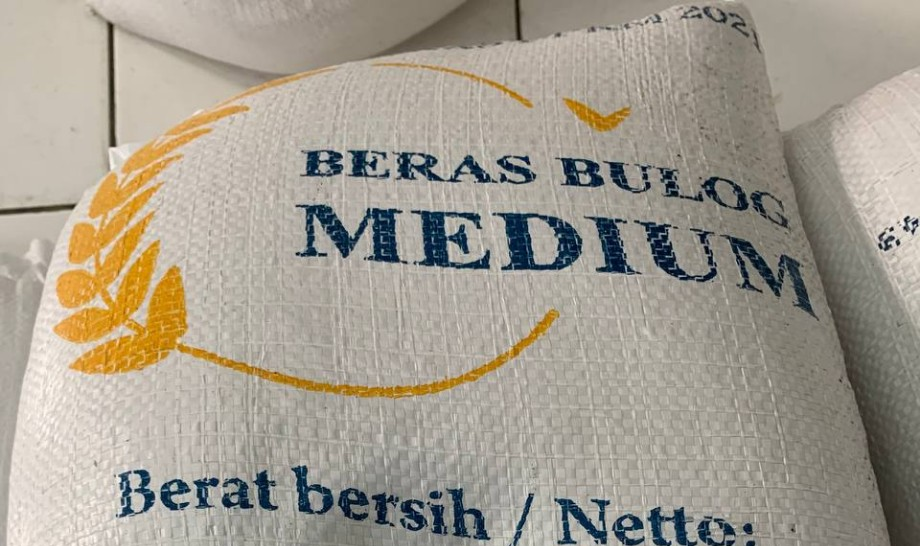 BERAS BULOG
MEDIUM
Berat bersih / Netto: